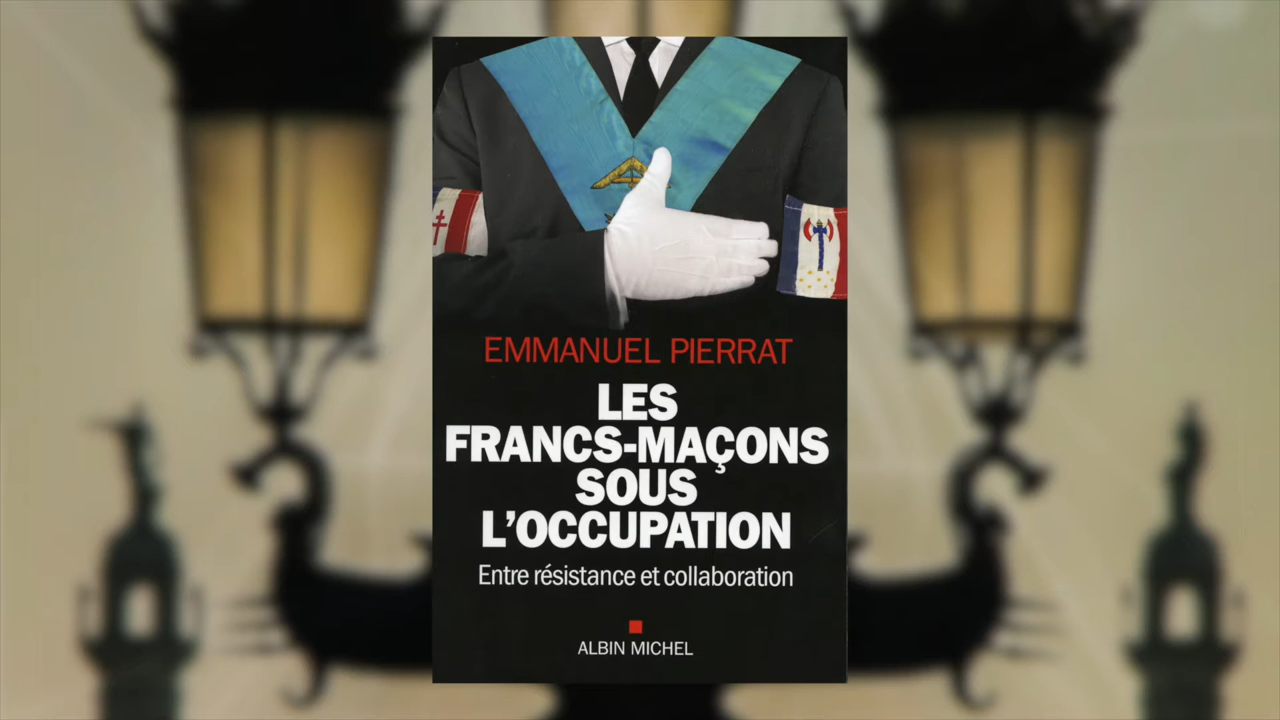 EMMANUEL PIERRAT
LES
FRANCS-MAÇONS
SOUS
L'OCCUPATION
Entre résistance et collaboration
ALBIN MICHEL